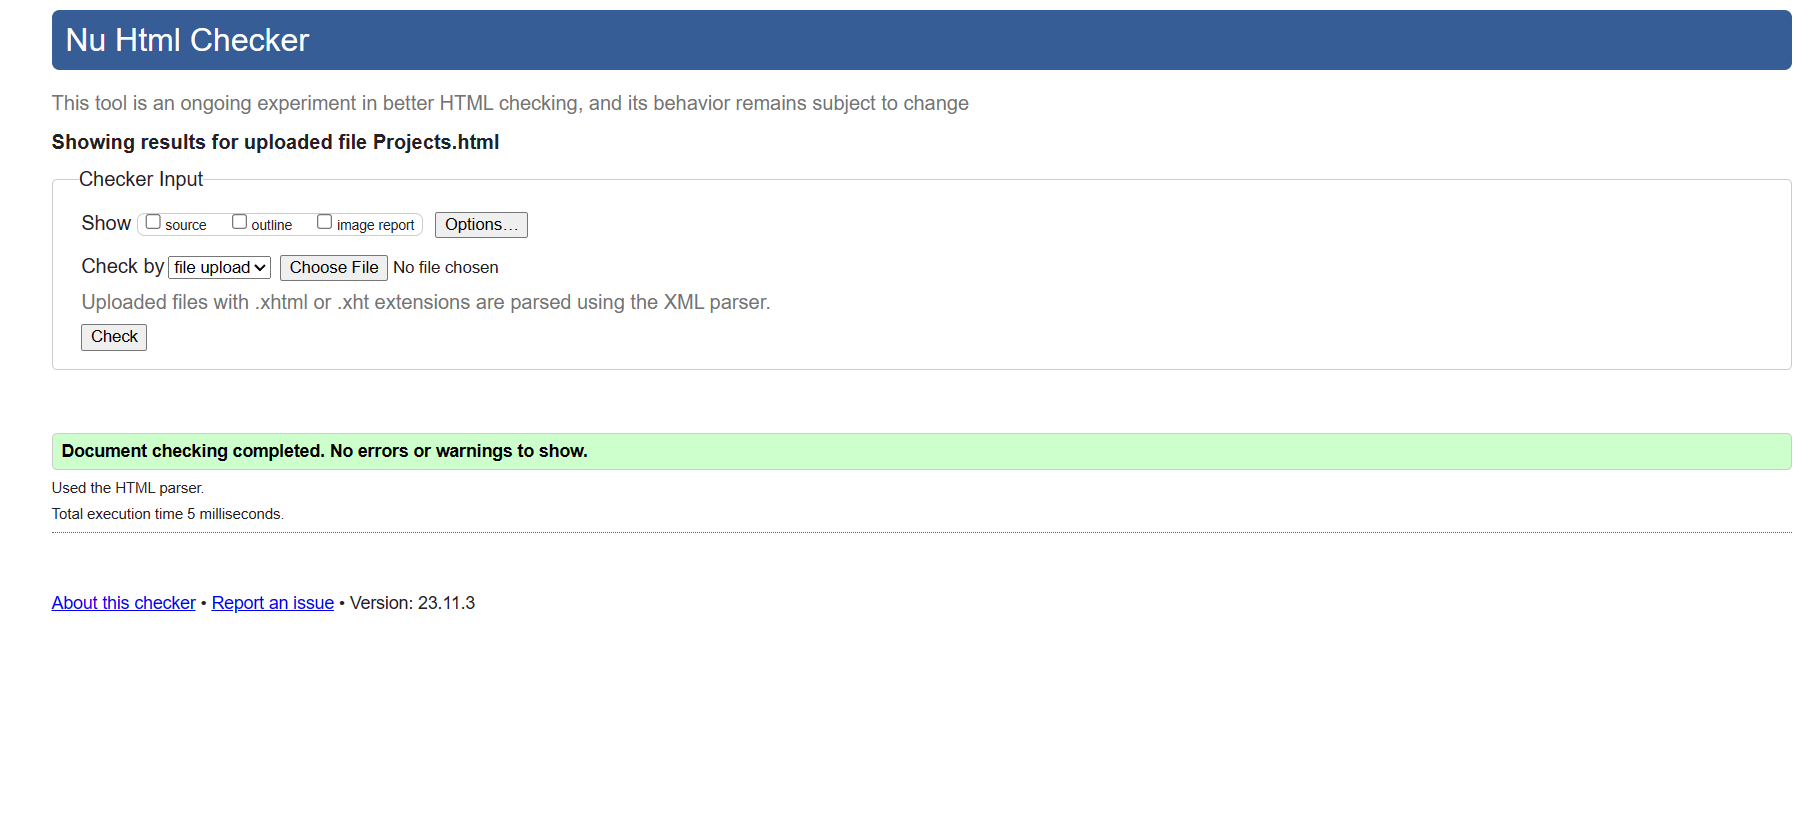 Nu Html Checker
This tool is an ongoing experiment in better HTML checking, and its behavior remains subject to change
Showing results for uploaded file Projects.html
Checker Input
Show source outline image report Options…
Check by file upload Choose File No file chosen
Uploaded files with .xhtml or .xht extensions are parsed using the XML parser.
Check
Document checking completed. No errors or warnings to show.
Used the HTML parser.
Total execution time 5 milliseconds.
About this checker • Report an issue • Version: 23.11.3